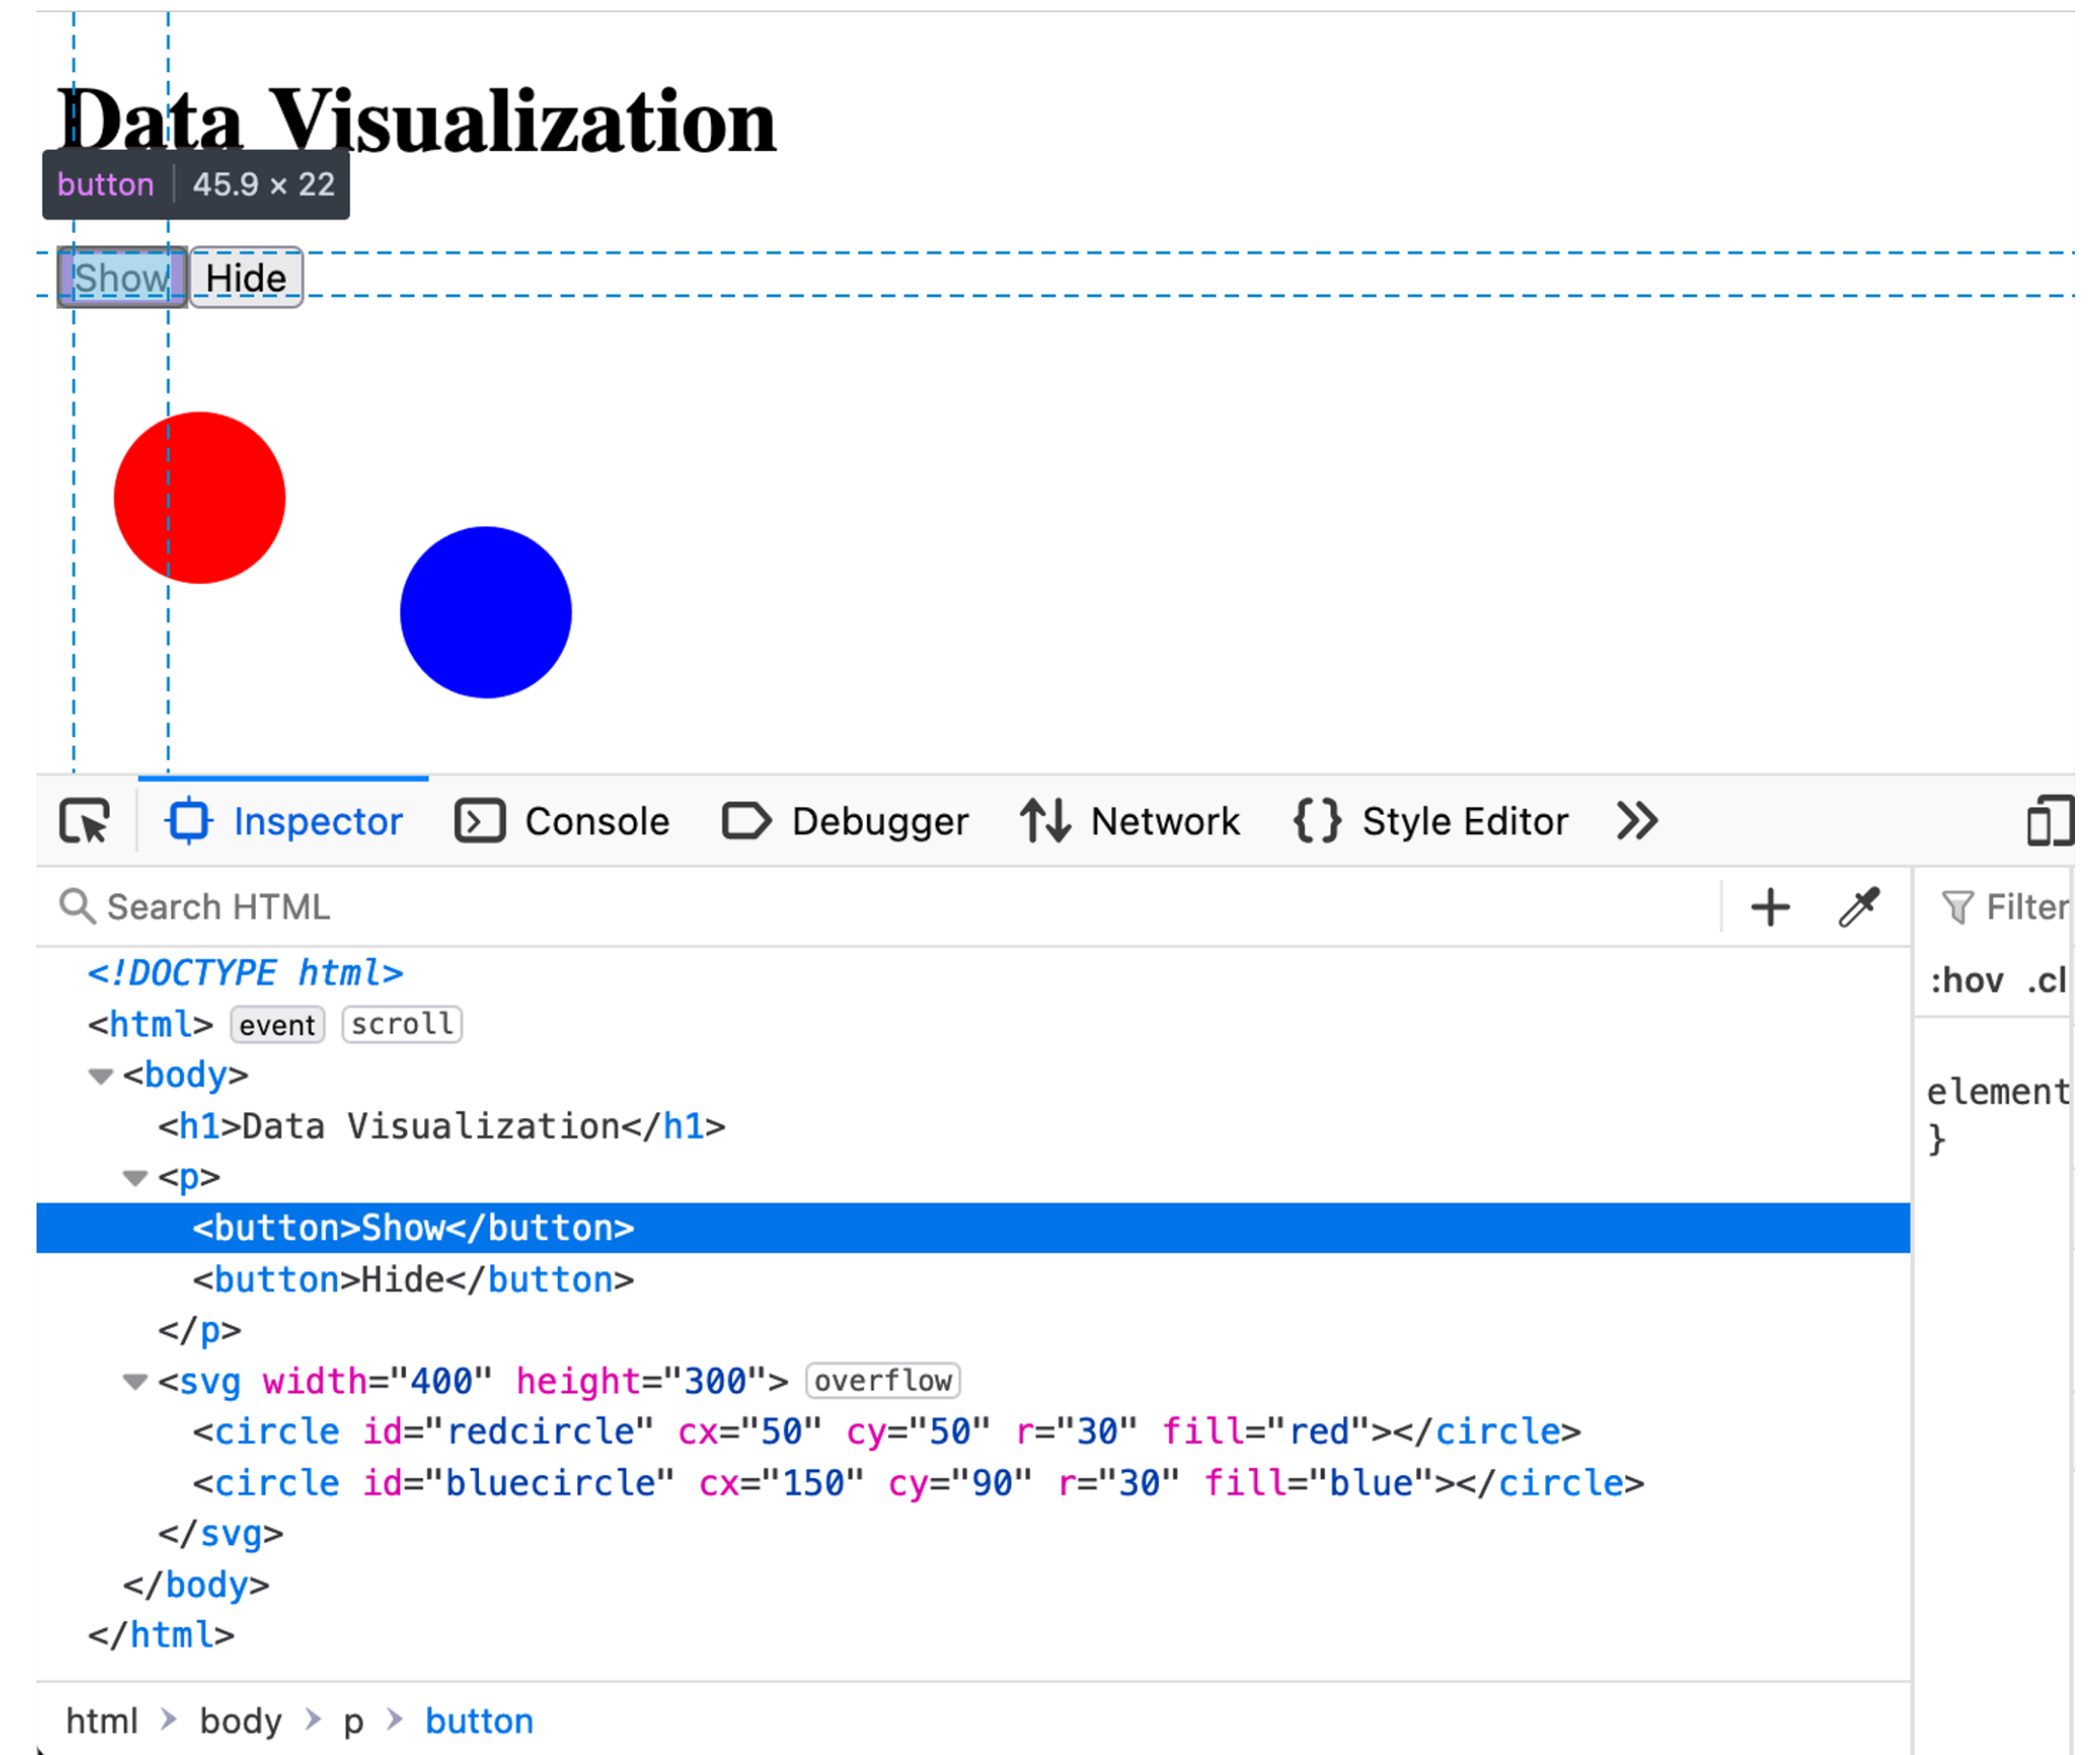 Data Visualization
button 45.9 × 22
Show Hide
Inspector Console Debugger Network Style Editor
Search HTML
Filter
:hov .cl
element
}
<!DOCTYPE html>
<html> event scroll
<body>
<h1>Data Visualization</h1>
<p>
<button>Show</button>
<button>Hide</button>
</p>
<svg width="400" height="300"> overflow
<circle id="redcircle" cx="50" cy="50" r="30" fill="red"></circle>
<circle id="bluecircle" cx="150" cy="90" r="30" fill="blue"></circle>
</svg>
</body>
</html>
html > body > p > button